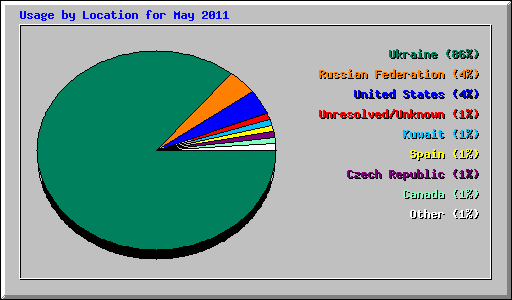 Usage by Location for May 2011
Ukraine (86%)
Russian Federation (4%)
United States (4%)
Unresolved/Unknown (1%)
Kuwait (1%)
Spain (1%)
Czech Republic (1%)
Canada (1%)
Other (1%)